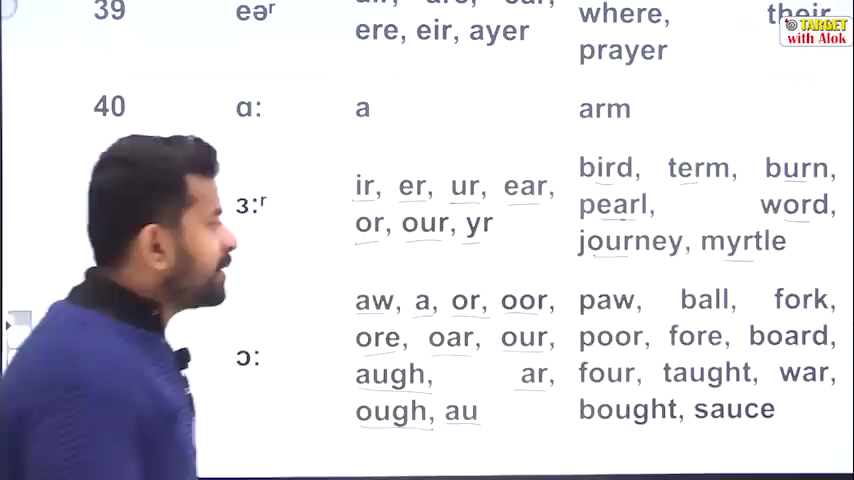 39 eəʳ where, their,
ere, eir, ayer prayer
TARGET
with Alok
40 ɑ: a arm
ir, er, ur, ear, bird, term, burn,
ɜ:ʳ pearl, word,
or, our, yr journey, myrtle
aw, a, or, oor, paw, ball, fork,
ore, oar, our, poor, fore, board,
ɔ:
augh, ar, four, taught, war,
ough, au bought, sauce